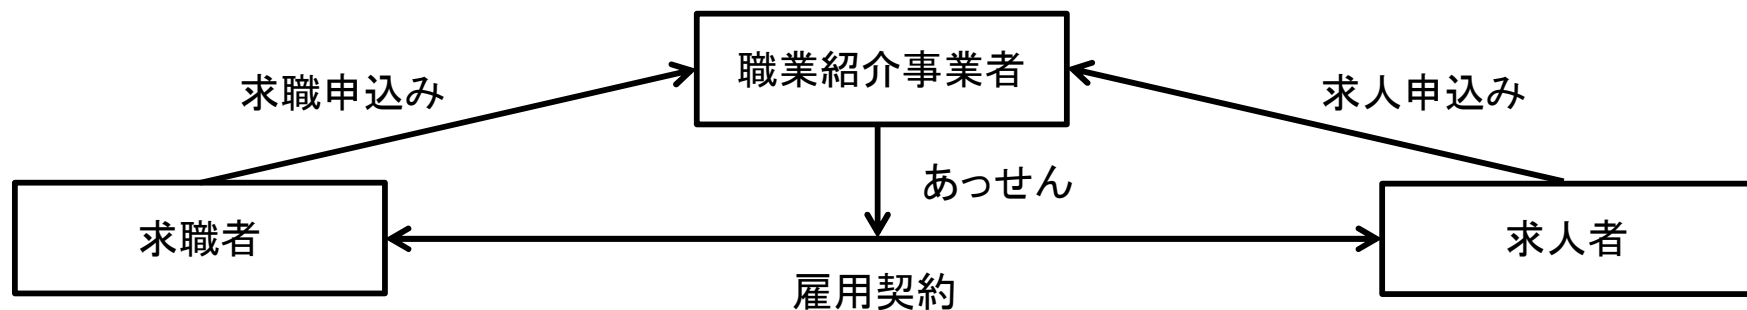 職業紹介事業者
求職申込み
求人申込み
あっせん
求職者
求人者
雇用契約